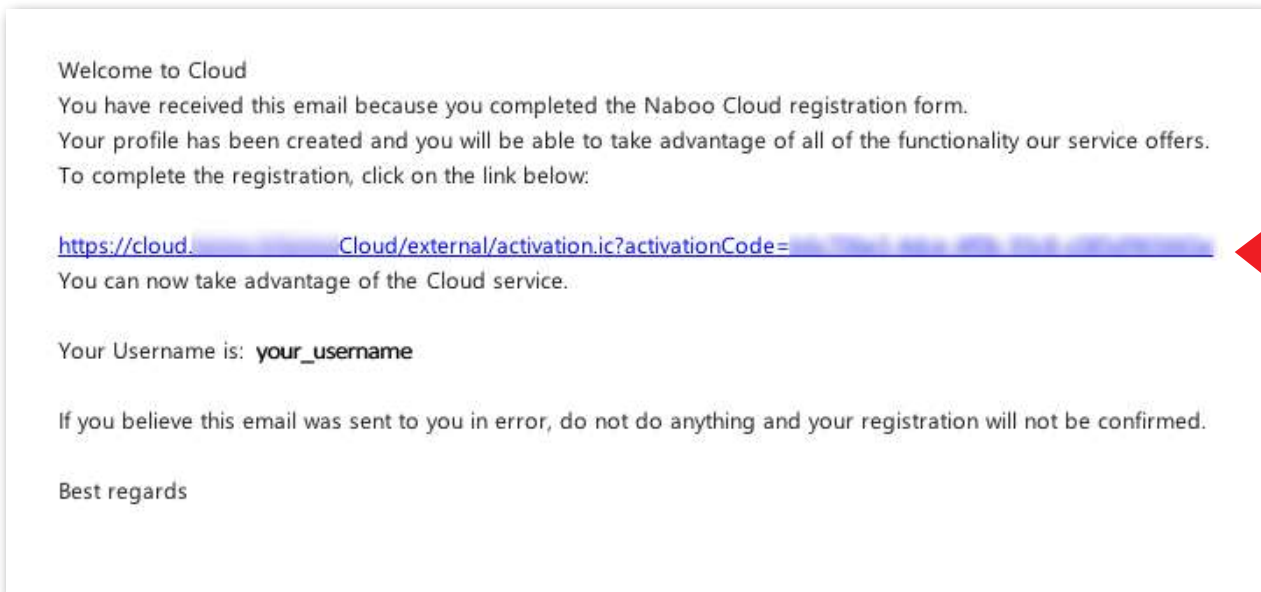 Welcome to Cloud
You have received this email because you completed the Naboo Cloud registration form.
Your profile has been created and you will be able to take advantage of all of the functionality our service offers.
To complete the registration, click on the link below:
https://cloud. Cloud/external/activation.ic?activationCode=
You can now take advantage of the Cloud service.
Your Username is: your_username
If you believe this email was sent to you in error, do not do anything and your registration will not be confirmed.
Best regards